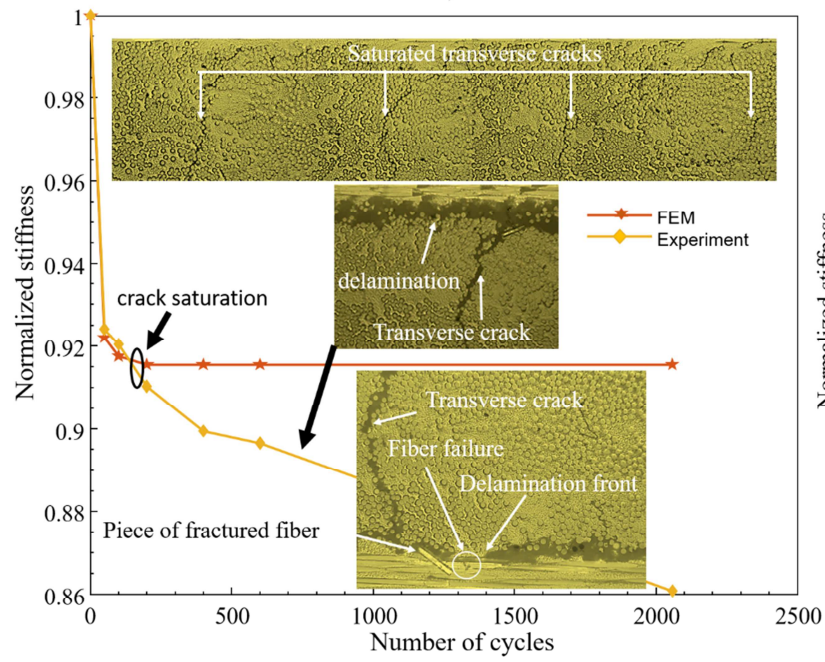 Saturated transverse cracks
1
0.98
0.96
0.94
0.92
0.9
0.88
0.86
Normalized stiffness
FEM
Experiment
delamination
Transverse crack
crack saturation
Transverse crack
Fiber failure
Delamination front
Piece of fractured fiber
0
500
1000
1500
2000
2500
Number of cycles
Normalized stiffness